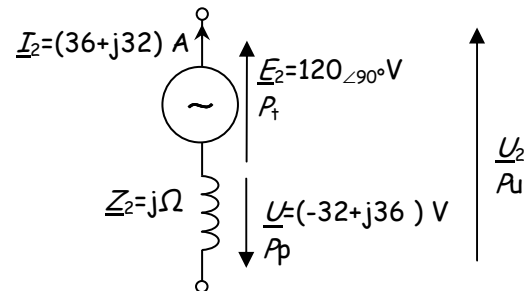 I2=(36+j32) A
E2=120∠90°V
Pt
~
U2
Pu
Z2=jΩ
U=(-32+j36 ) V
Pp